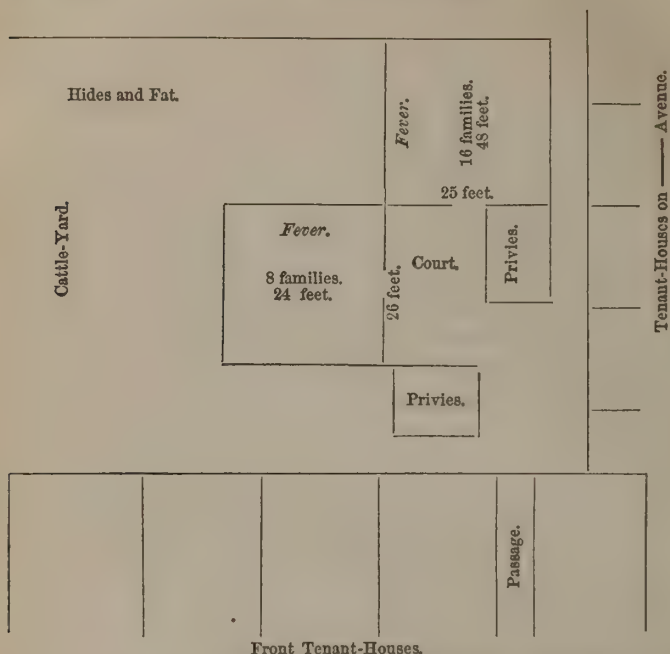 Hides and Fat.
Fever.
16 families.
48 feet.
25 feet.
Cattle-Yard.
Fever.
8 families.
24 feet.
26 feet.
Court.
Privies.
Privies.
Tenant-Houses on —— Avenue.
Passage.
Front Tenant-Houses.